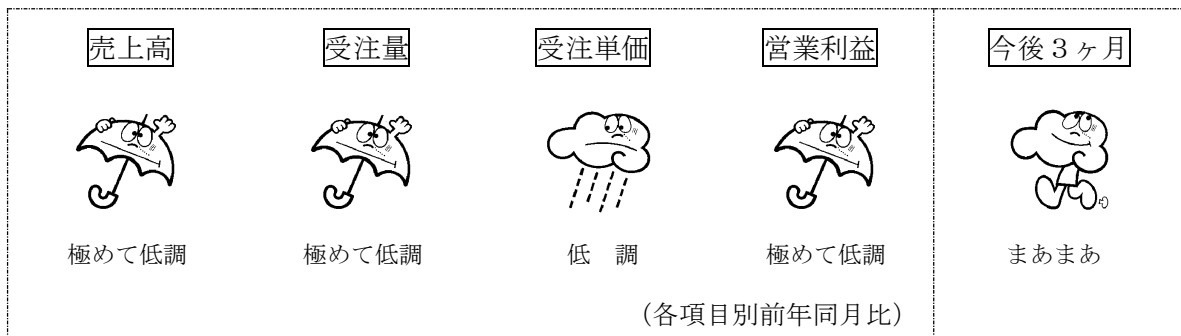 売上高 受注量 受注単価 営業利益 今後３ヶ月
極めて低調 極めて低調 低　調 極めて低調 まあまあ
（各項目別前年同月比）